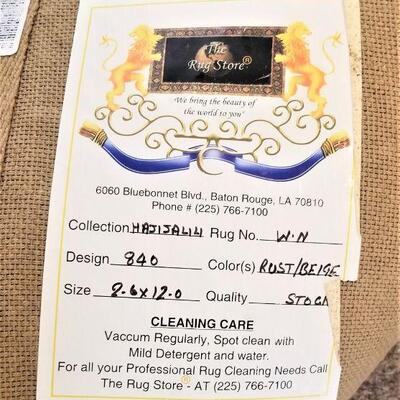 The
Rug Store®
"We bring the beauty of
the world to you"
6060 Bluebonnet Blvd., Baton Rouge, LA 70810
Phone # (225) 766-7100
Collection HAJIJALILI Rug No. W.N
Design 840 Color(s) RUST/BEIGE
Size 8.6x12.0 Quality STOCK
CLEANING CARE
Vaccum Regularly, Spot clean with
Mild Detergent and water.
For all your Professional Rug Cleaning Needs Call
The Rug Store® - AT (225) 766-7100